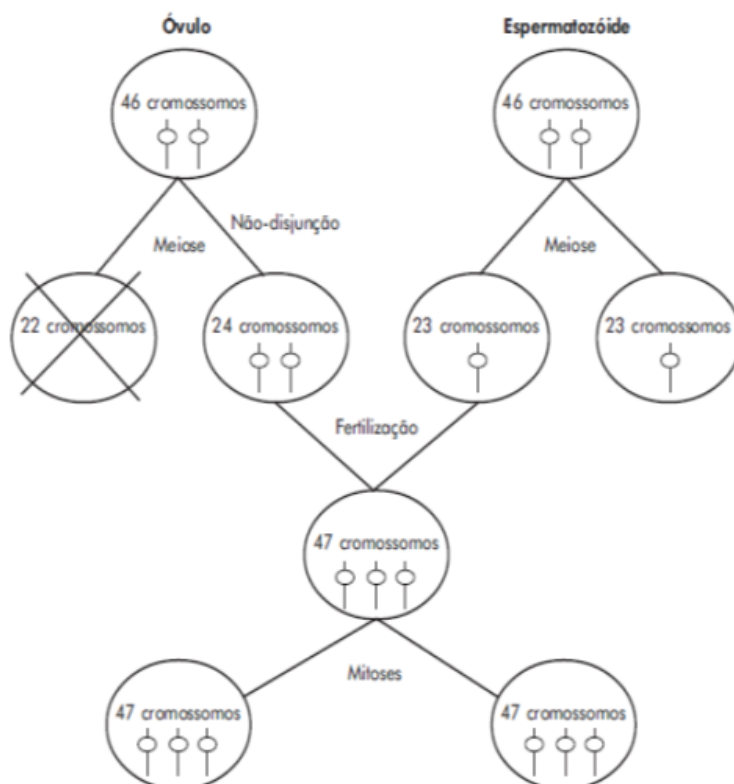 Óvulo
Espermatozóide
46 cromossomos
46 cromossomos
Não-disjunção
Meiose
Meiose
22 cromossomos
24 cromossomos
23 cromossomos
23 cromossomos
Fertilização
47 cromossomos
Mitoses
47 cromossomos
47 cromossomos